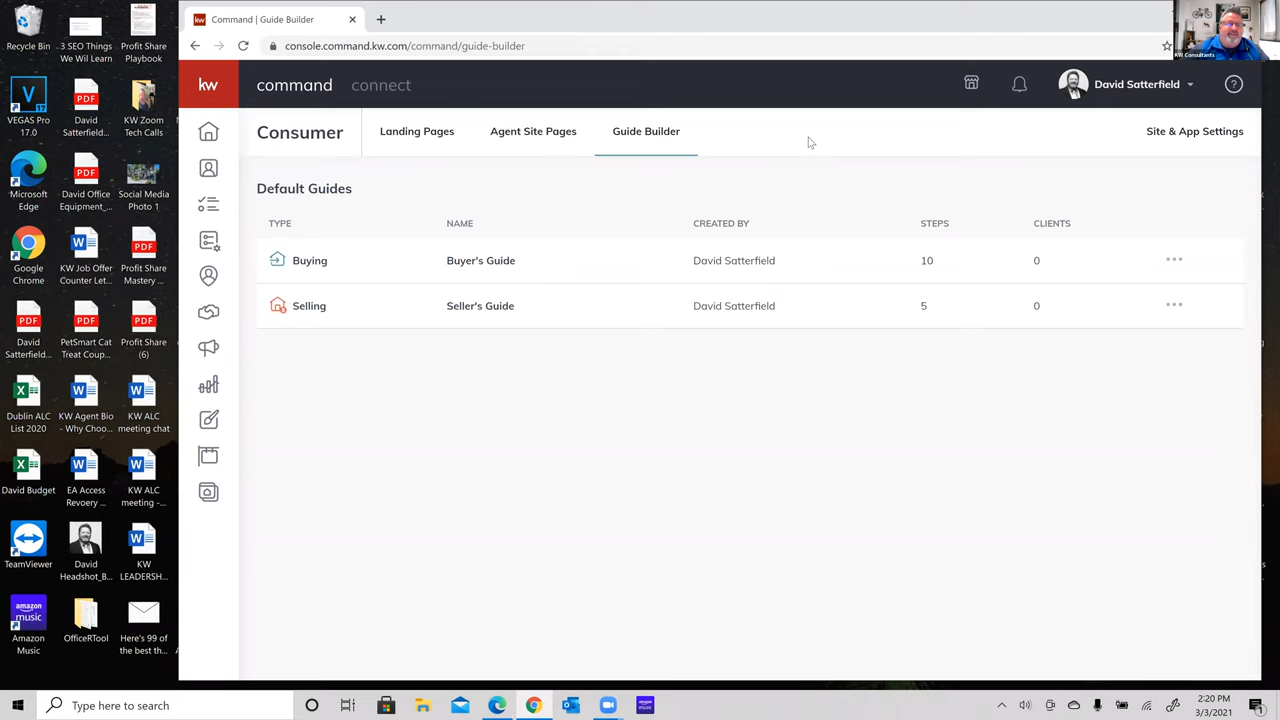 Command | Guide Builder
console.command.kw.com/command/guide-builder
KW Consultants
kw
command
connect
David Satterfield
Consumer
Landing Pages
Agent Site Pages
Guide Builder
Site & App Settings
Default Guides
TYPE
NAME
CREATED BY
STEPS
CLIENTS
Buying
Buyer's Guide
David Satterfield
10
0
Selling
Seller's Guide
David Satterfield
5
0
Recycle Bin
3 SEO Things
We Wil Learn
Profit Share
Playbook
VEGAS Pro
17.0
David
Satterfield...
KW Zoom
Tech Calls
Microsoft
Edge
David Office
Equipment_...
Social Media
Photo 1
Google
Chrome
KW Job Offer
Counter Let...
Profit Share
Mastery ...
David
Satterfield...
PetSmart Cat
Treat Coup...
Profit Share
(6)
Dublin ALC
List 2020
KW Agent Bio
- Why Choo...
KW ALC
meeting chat
David Budget
EA Access
Revoery ...
KW ALC
meeting -...
TeamViewer
David
Headshot_B...
KW
LEADERSH...
amazon
music
Amazon
Music
OfficeRTool
Here's 99 of
the best th...
Type here to search
2:20 PM
3/3/2021